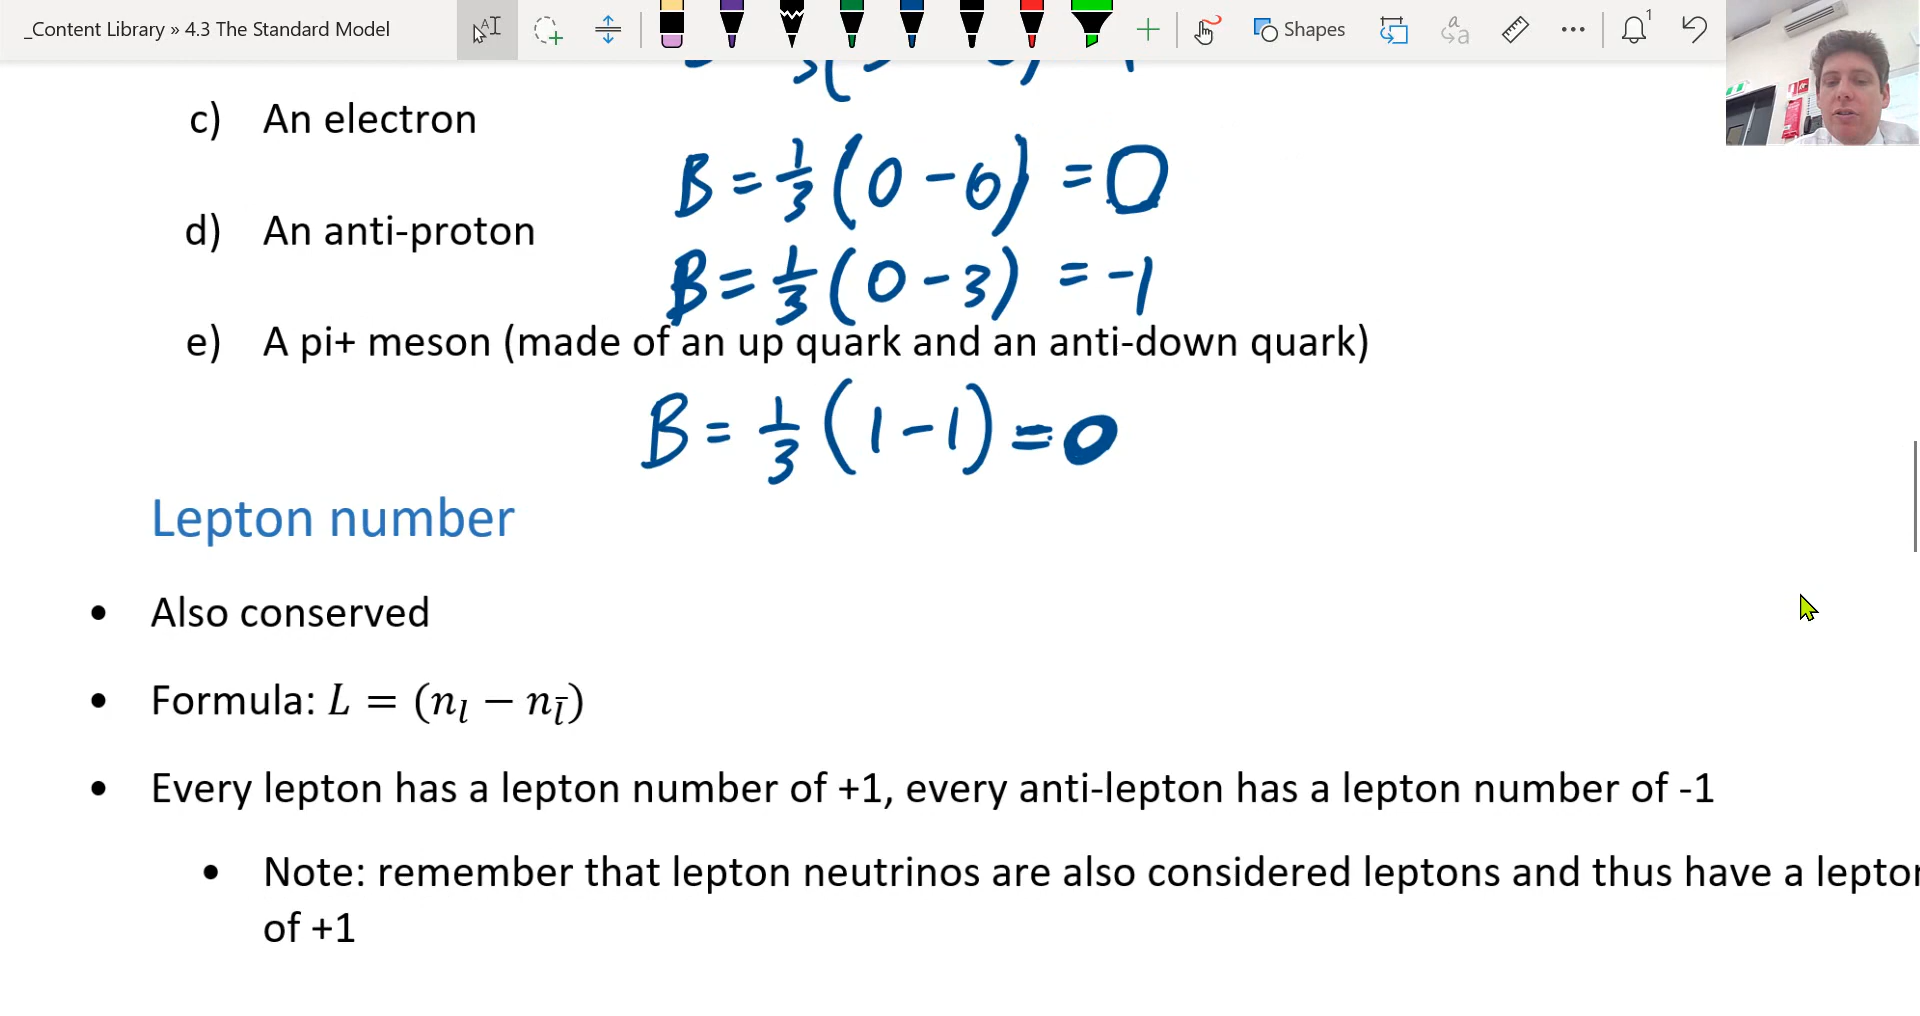 _Content Library » 4.3 The Standard Model
Shapes
1
c) An electron
B = 1/3 (0 - 0) = 0
d) An anti-proton
B = 1/3 (0 - 3) = -1
e) A pi+ meson (made of an up quark and an anti-down quark)
B = 1/3 (1 - 1) = 0
Lepton number
• Also conserved
• Formula: L = (n_l − n_l̅)
• Every lepton has a lepton number of +1, every anti-lepton has a lepton number of -1
• Note: remember that lepton neutrinos are also considered leptons and thus have a lepton
of +1